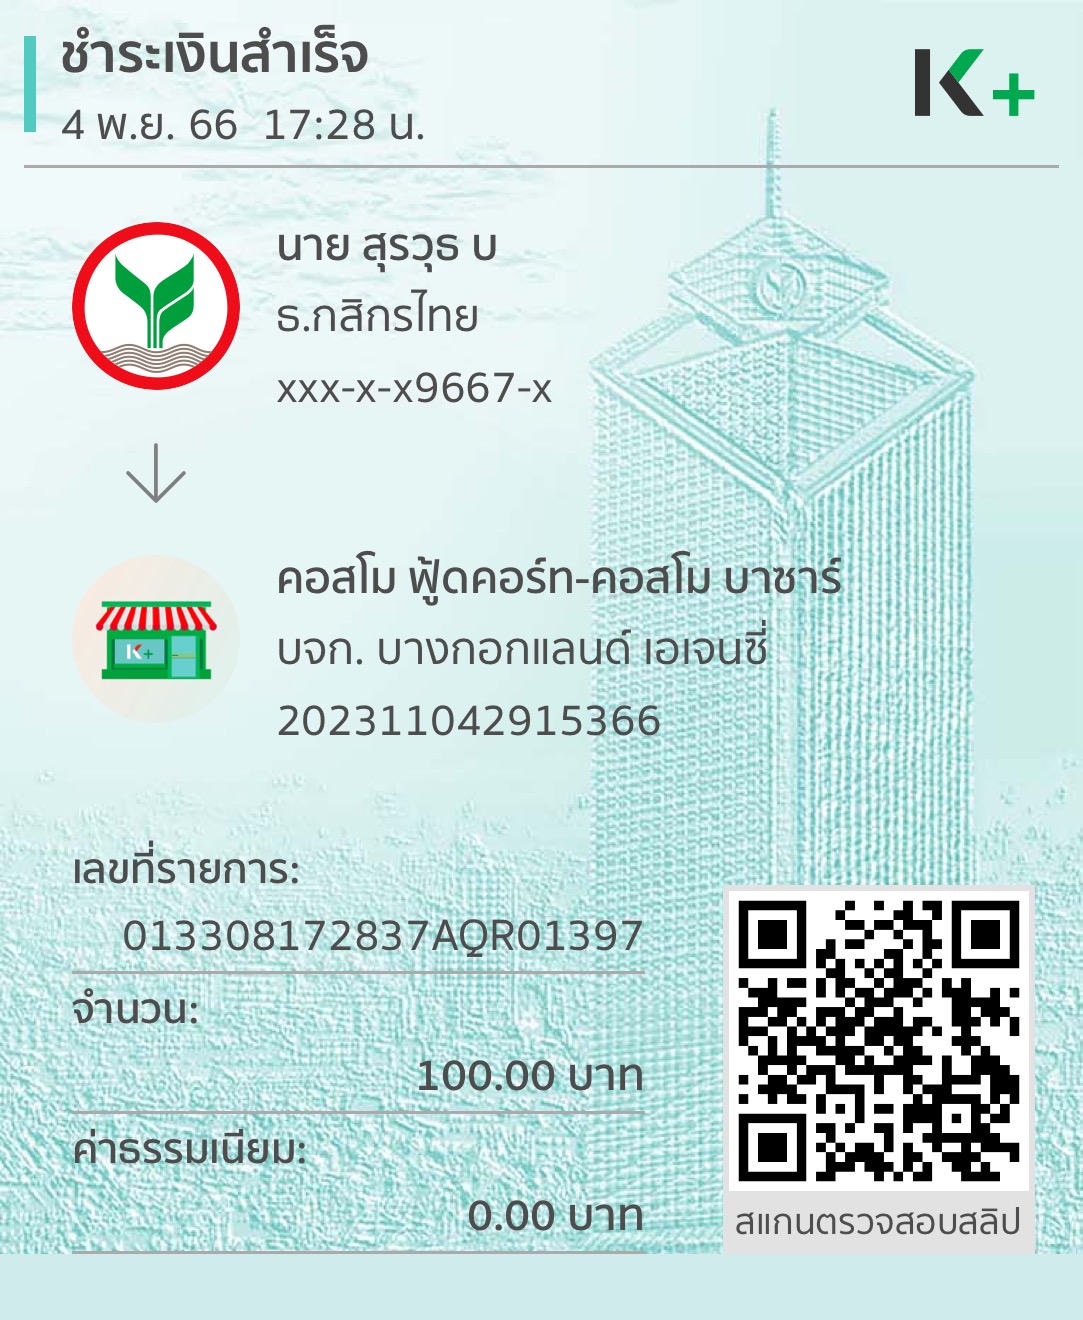 ชำระเงินสำเร็จ
4 พ.ย. 66 17:28 น.
K+
นาย สุรวุธ บ
ธ.กสิกรไทย
xxx-x-x9667-x
คอสโม ฟู้ดคอร์ท-คอสโม บาซาร์
K+
บจก. บางกอกแลนด์ เอเจนซี่
202311042915366
เลขที่รายการ:
013308172837AQR01397
จำนวน:
100.00 บาท
ค่าธรรมเนียม:
0.00 บาท
สแกนตรวจสอบสลิป